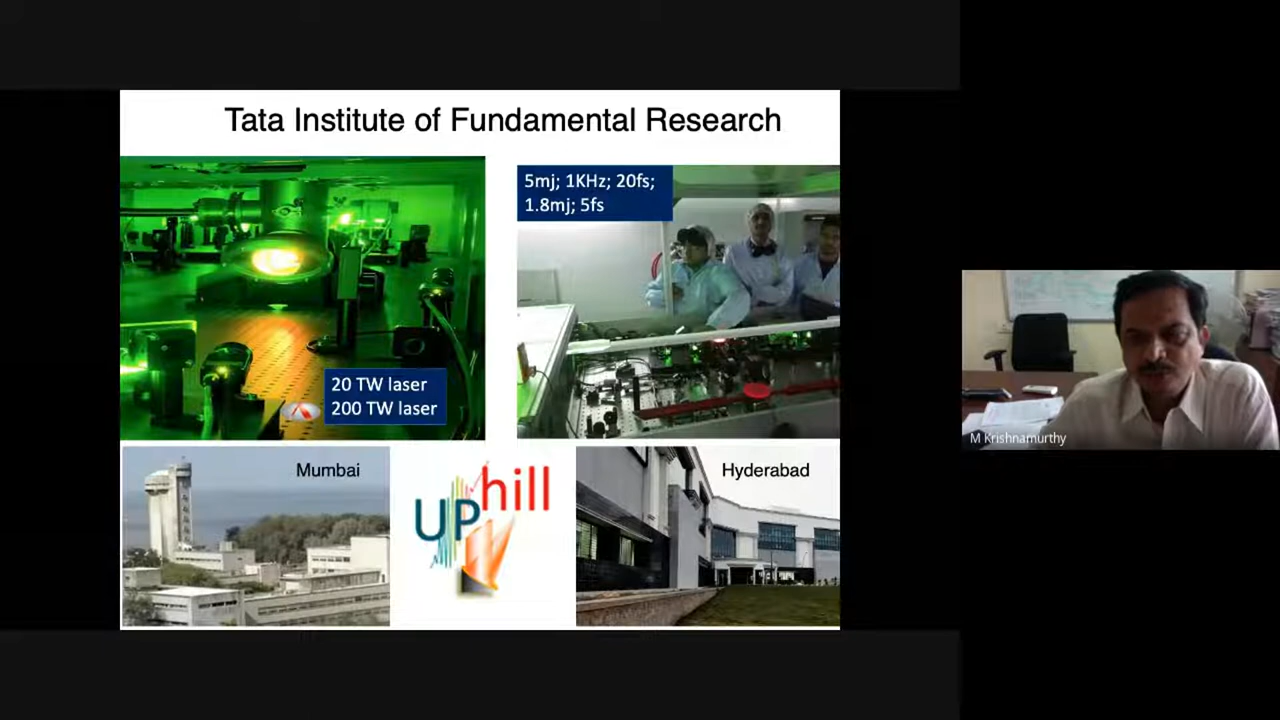 Tata Institute of Fundamental Research
5mj; 1KHz; 20fs;
1.8mj; 5fs
20 TW laser
200 TW laser
Mumbai
UPhill
Hyderabad
M Krishnamurthy